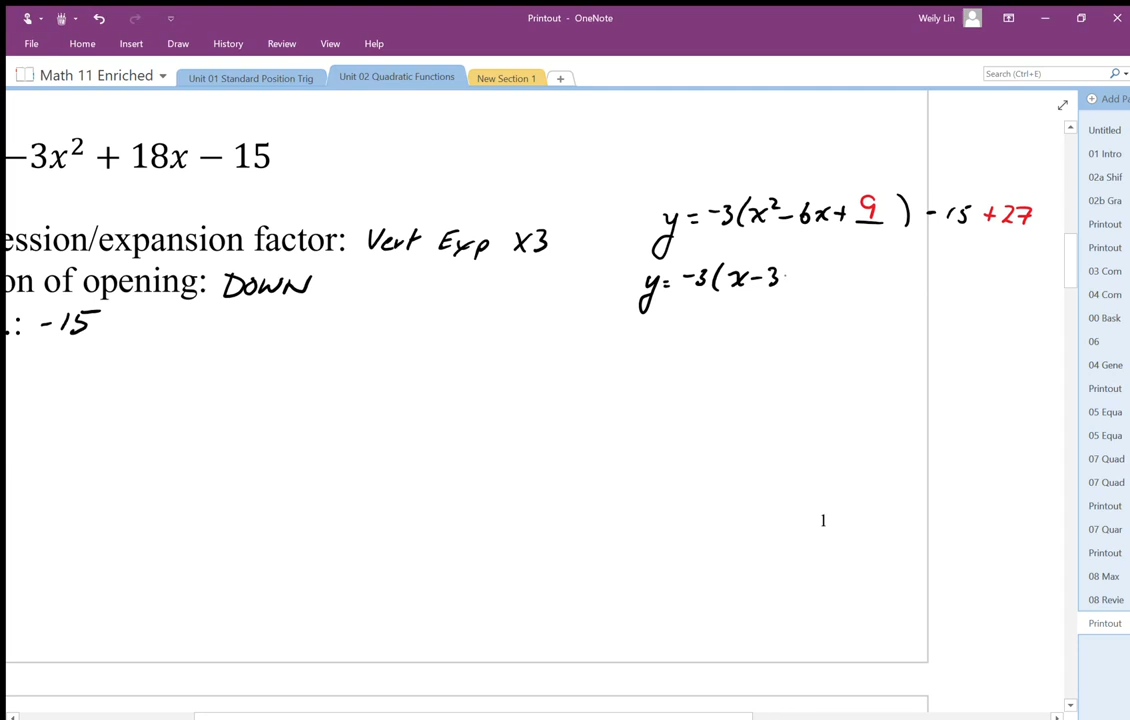 Printout - OneNote
Weily Lin
File Home Insert Draw History Review View Help
Math 11 Enriched
Unit 01 Standard Position Trig
Unit 02 Quadratic Functions
New Section 1
Search (Ctrl+E)
Add Pa
−3x² + 18x − 15
y = -3(x² - 6x + 9 ) - 15 + 27
ession/expansion factor: Vert Exp x3
y = -3(x - 3
on of opening: DOWN
.: -15
1
Untitled
01 Intro
02a Shif
02b Gra
Printout
Printout
03 Com
04 Com
00 Bask
06
04 Gene
Printout
05 Equa
05 Equa
07 Quad
07 Quad
Printout
07 Quar
Printout
08 Max
08 Revie
Printout